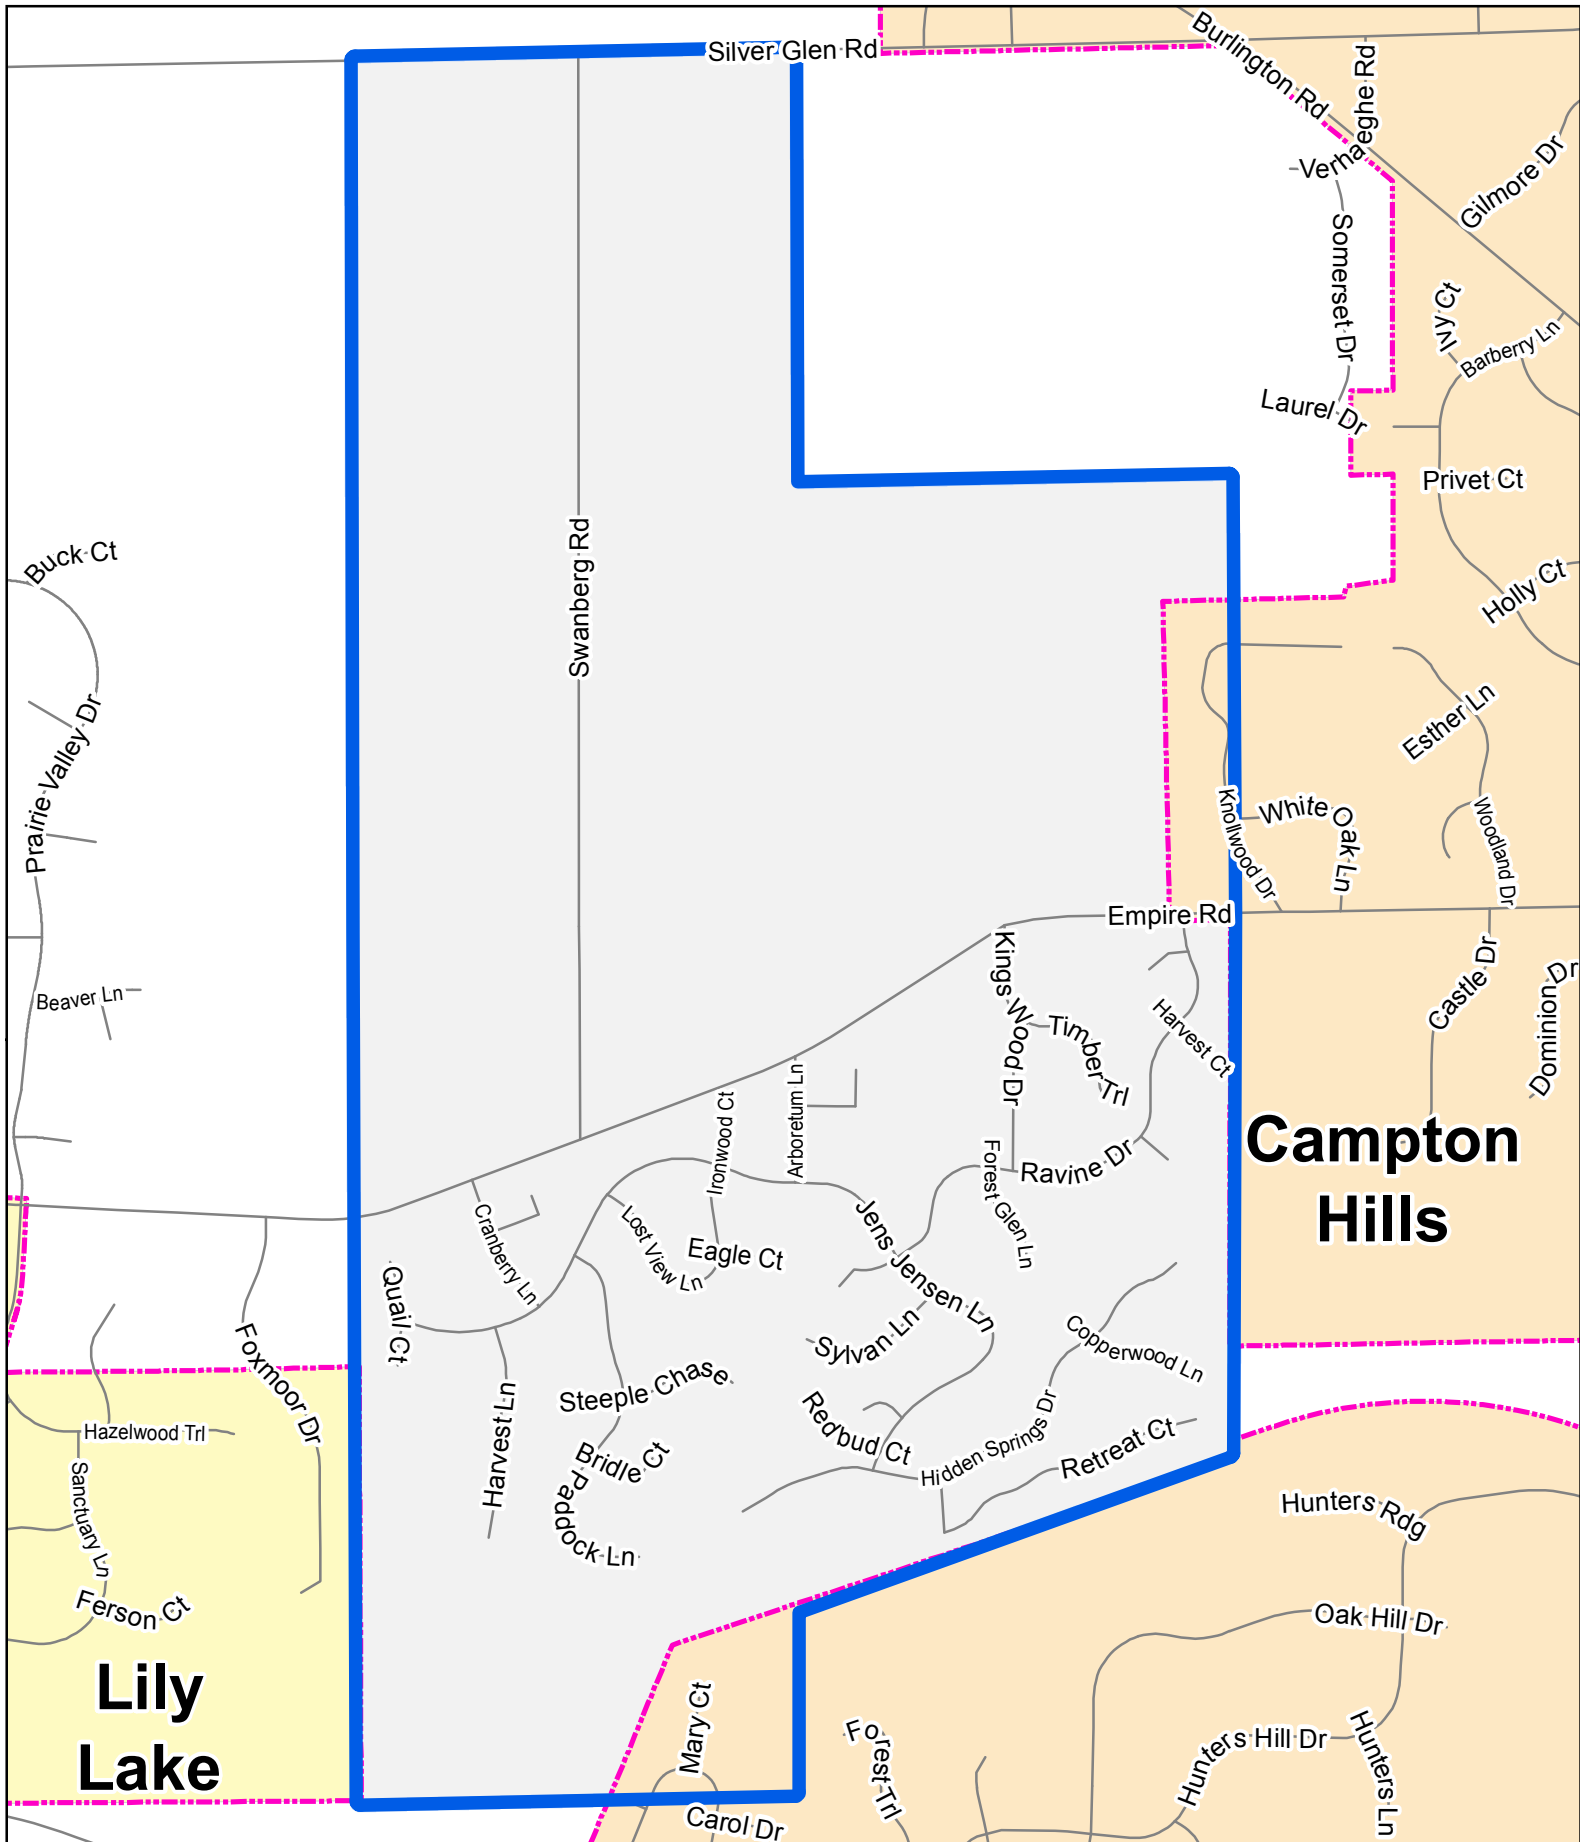 Silver Glen Rd
Burlington Rd
Verhaeghe Rd
Gilmore Dr
Somerset Dr
Ivy Ct
Barberry Ln
Laurel Dr
Privet Ct
Swanberg Rd
Buck Ct
Holly Ct
Prairie Valley Dr
Esther Ln
Knollwood Dr
White Oak Ln
Woodland Dr
Empire Rd
Kings Wood Dr
Castle Dr
Dominion Dr
Beaver Ln
Timber Trl
Harvest Ct
Arboretum Ln
Ironwood Ct
Campton
Hills
Forest Glen Ln
Ravine Dr
Cranberry Ln
Lost View Ln
Eagle Ct
Jens Jensen Ln
Quail Ct
Foxmoor Dr
Sylvan Ln
Copperwood Ln
Steeple Chase
Harvest Ln
Redbud Ct
Hidden Springs Dr
Retreat Ct
Hazelwood Trl
Bridle Ct
Sanctuary Ln
Paddock Ln
Hunters Rdg
Ferson Ct
Oak Hill Dr
Lily
Lake
Mary Ct
Forest Trl
Hunters Hill Dr
Hunters Ln
Carol Dr